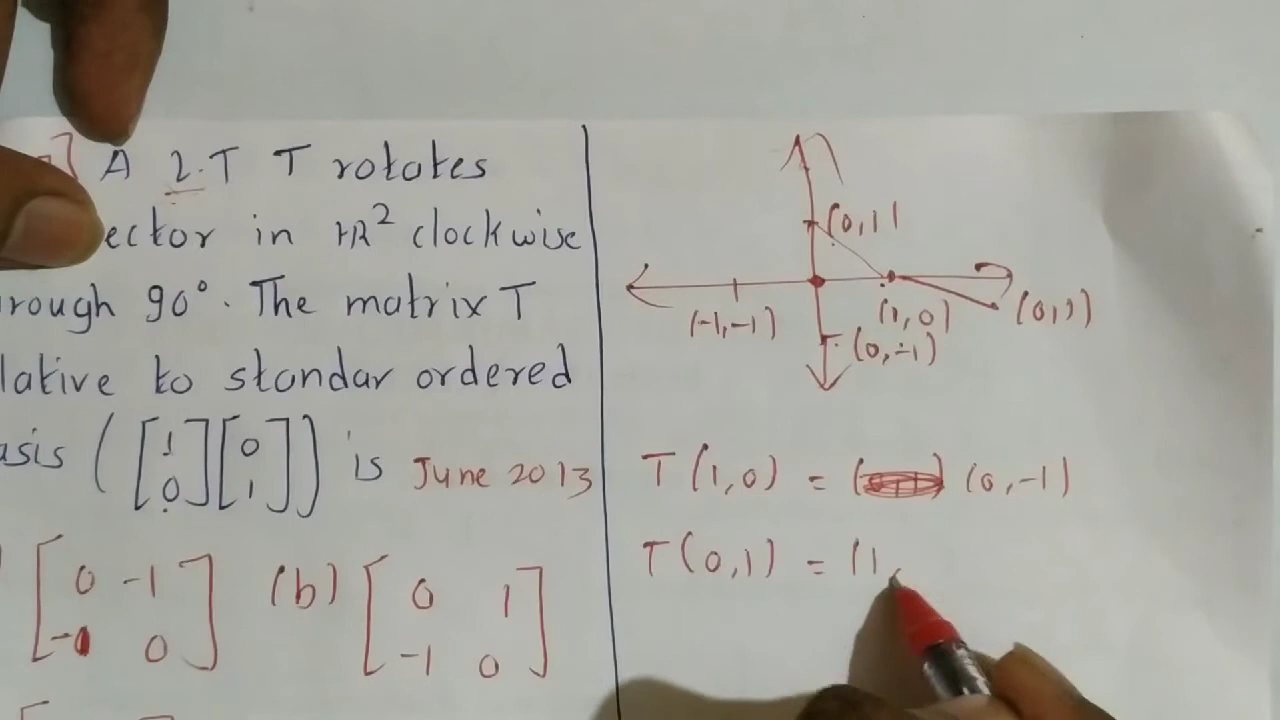 A L.T T rotates
ector in IR² clockwise
rough 90°. The matrix T
lative to standar ordered
asis ([1 0] [0 1]) is June 2013
[0 -1 (b) [0 1
-1 0] -1 0]
(0,1)
(-1,-1) (1,0) (0,1)
(0,-1)
T(1,0) = ( (0,-1)
T(0,1) = (1,